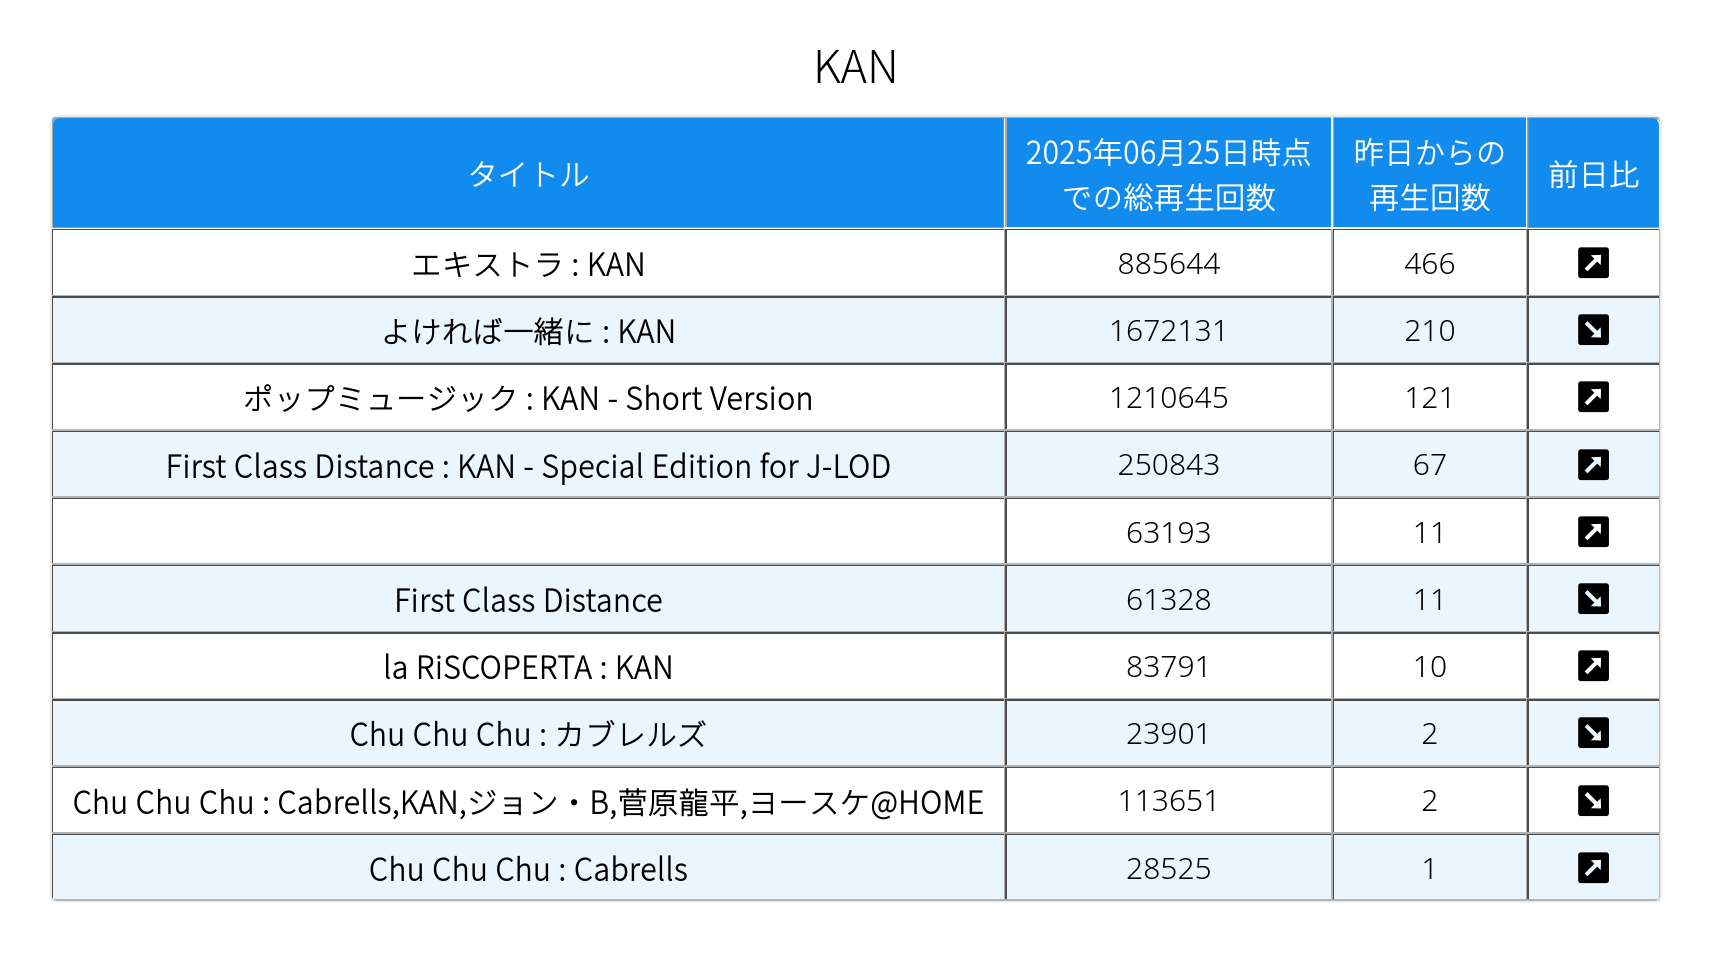 KAN
タイトル
2025年06月25日時点
での総再生回数
昨日からの
再生回数
前日比
エキストラ : KAN 885644 466
よければ一緒に : KAN 1672131 210
ポップミュージック : KAN - Short Version 1210645 121
First Class Distance : KAN - Special Edition for J-LOD 250843 67
63193 11
First Class Distance 61328 11
la RiSCOPERTA : KAN 83791 10
Chu Chu Chu : カブレルズ 23901 2
Chu Chu Chu : Cabrells,KAN,ジョン・B,菅原龍平,ヨースケ@HOME 113651 2
Chu Chu Chu : Cabrells 28525 1